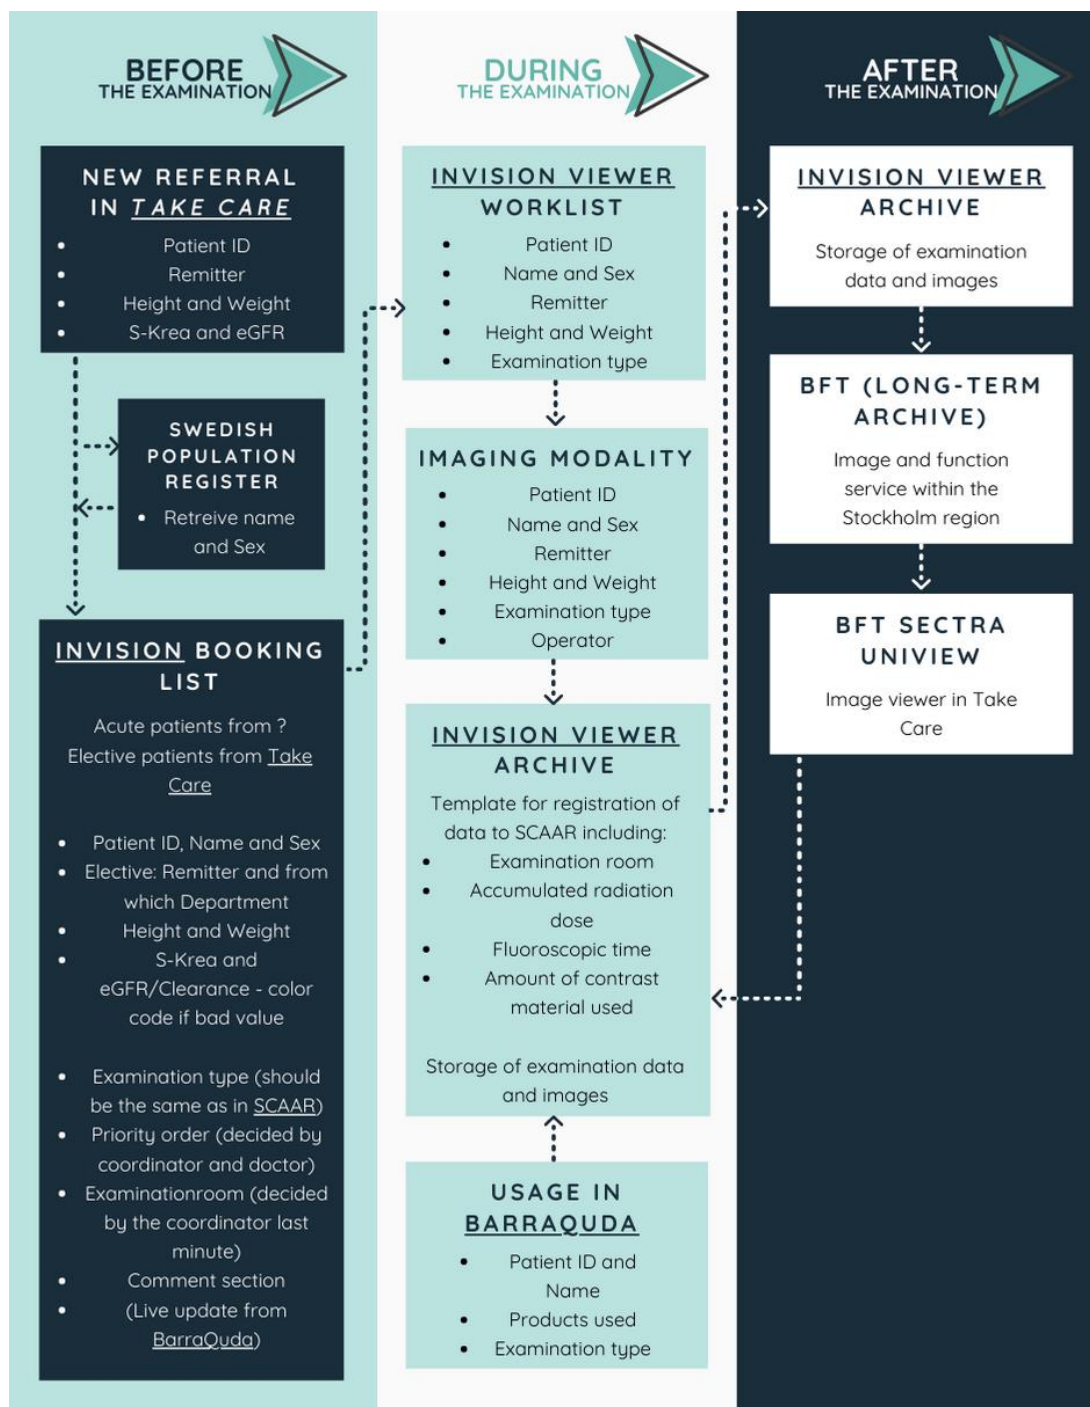 BEFORE
THE EXAMINATION
NEW REFERRAL
IN TAKE CARE
• Patient ID
• Remitter
• Height and Weight
• S-Krea and eGFR
SWEDISH
POPULATION
REGISTER
• Retreive name
and Sex
INVISION BOOKING
LIST
Acute patients from ?
Elective patients from Take
Care
• Patient ID, Name and Sex
• Elective: Remitter and from
which Department
• Height and Weight
• S-Krea and
eGFR/Clearance - color
code if bad value
• Examination type (should
be the same as in SCAAR)
• Priority order (decided by
coordinator and doctor)
• Examinationroom (decided
by the coordinator last
minute)
• Comment section
• (Live update from
BarraQuda)
DURING
THE EXAMINATION
INVISION VIEWER
WORKLIST
• Patient ID
• Name and Sex
• Remitter
• Height and Weight
• Examination type
IMAGING MODALITY
• Patient ID
• Name and Sex
• Remitter
• Height and Weight
• Examination type
• Operator
INVISION VIEWER
ARCHIVE
Template for registration of
data to SCAAR including:
• Examination room
• Accumulated radiation
dose
• Fluoroscopic time
• Amount of contrast
material used
Storage of examination data
and images
USAGE IN
BARRAQUDA
• Patient ID and
Name
• Products used
• Examination type
AFTER
THE EXAMINATION
INVISION VIEWER
ARCHIVE
Storage of examination
data and images
BFT (LONG-TERM
ARCHIVE)
Image and function
service within the
Stockholm region
BFT SECTRA
UNIVIEW
Image viewer in Take
Care